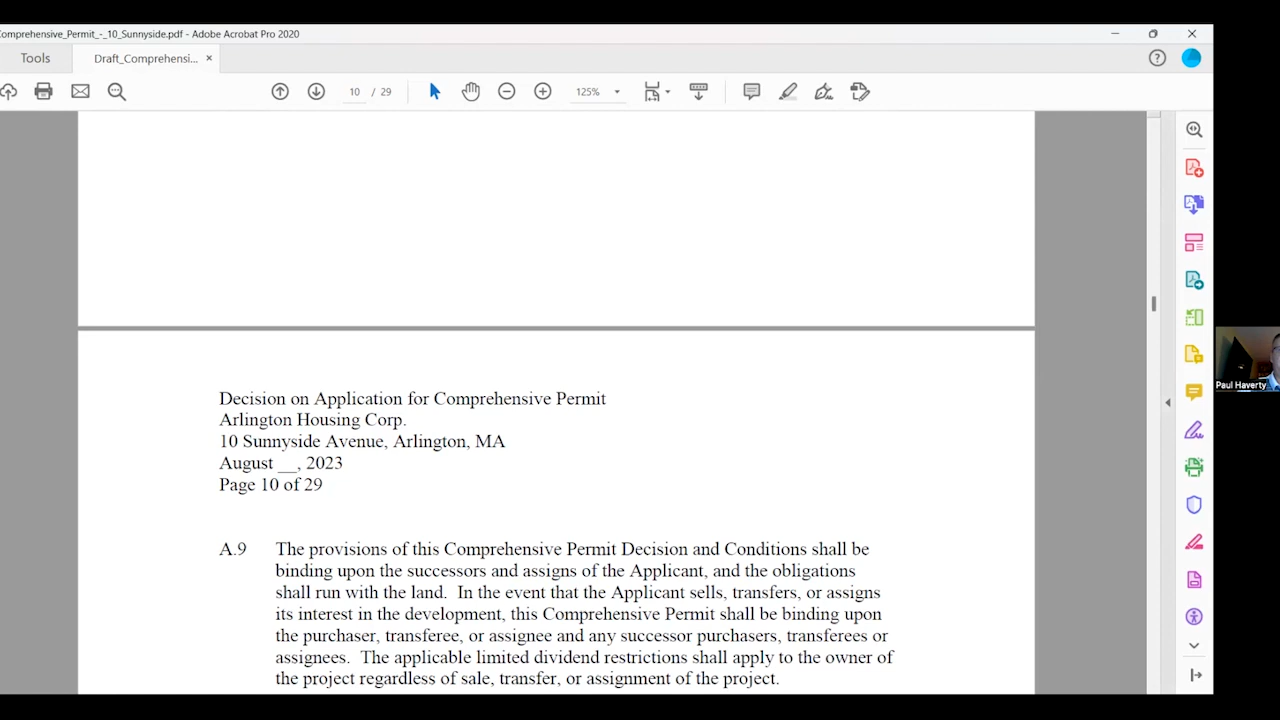 omprehensive_Permit_-_10_Sunnyside.pdf - Adobe Acrobat Pro 2020
Tools
Draft_Comprehensi... ×
10 / 29
125%
Decision on Application for Comprehensive Permit
Arlington Housing Corp.
10 Sunnyside Avenue, Arlington, MA
August __, 2023
Page 10 of 29
A.9 The provisions of this Comprehensive Permit Decision and Conditions shall be
binding upon the successors and assigns of the Applicant, and the obligations
shall run with the land. In the event that the Applicant sells, transfers, or assigns
its interest in the development, this Comprehensive Permit shall be binding upon
the purchaser, transferee, or assignee and any successor purchasers, transferees or
assignees. The applicable limited dividend restrictions shall apply to the owner of
the project regardless of sale, transfer, or assignment of the project.
Paul Haverty